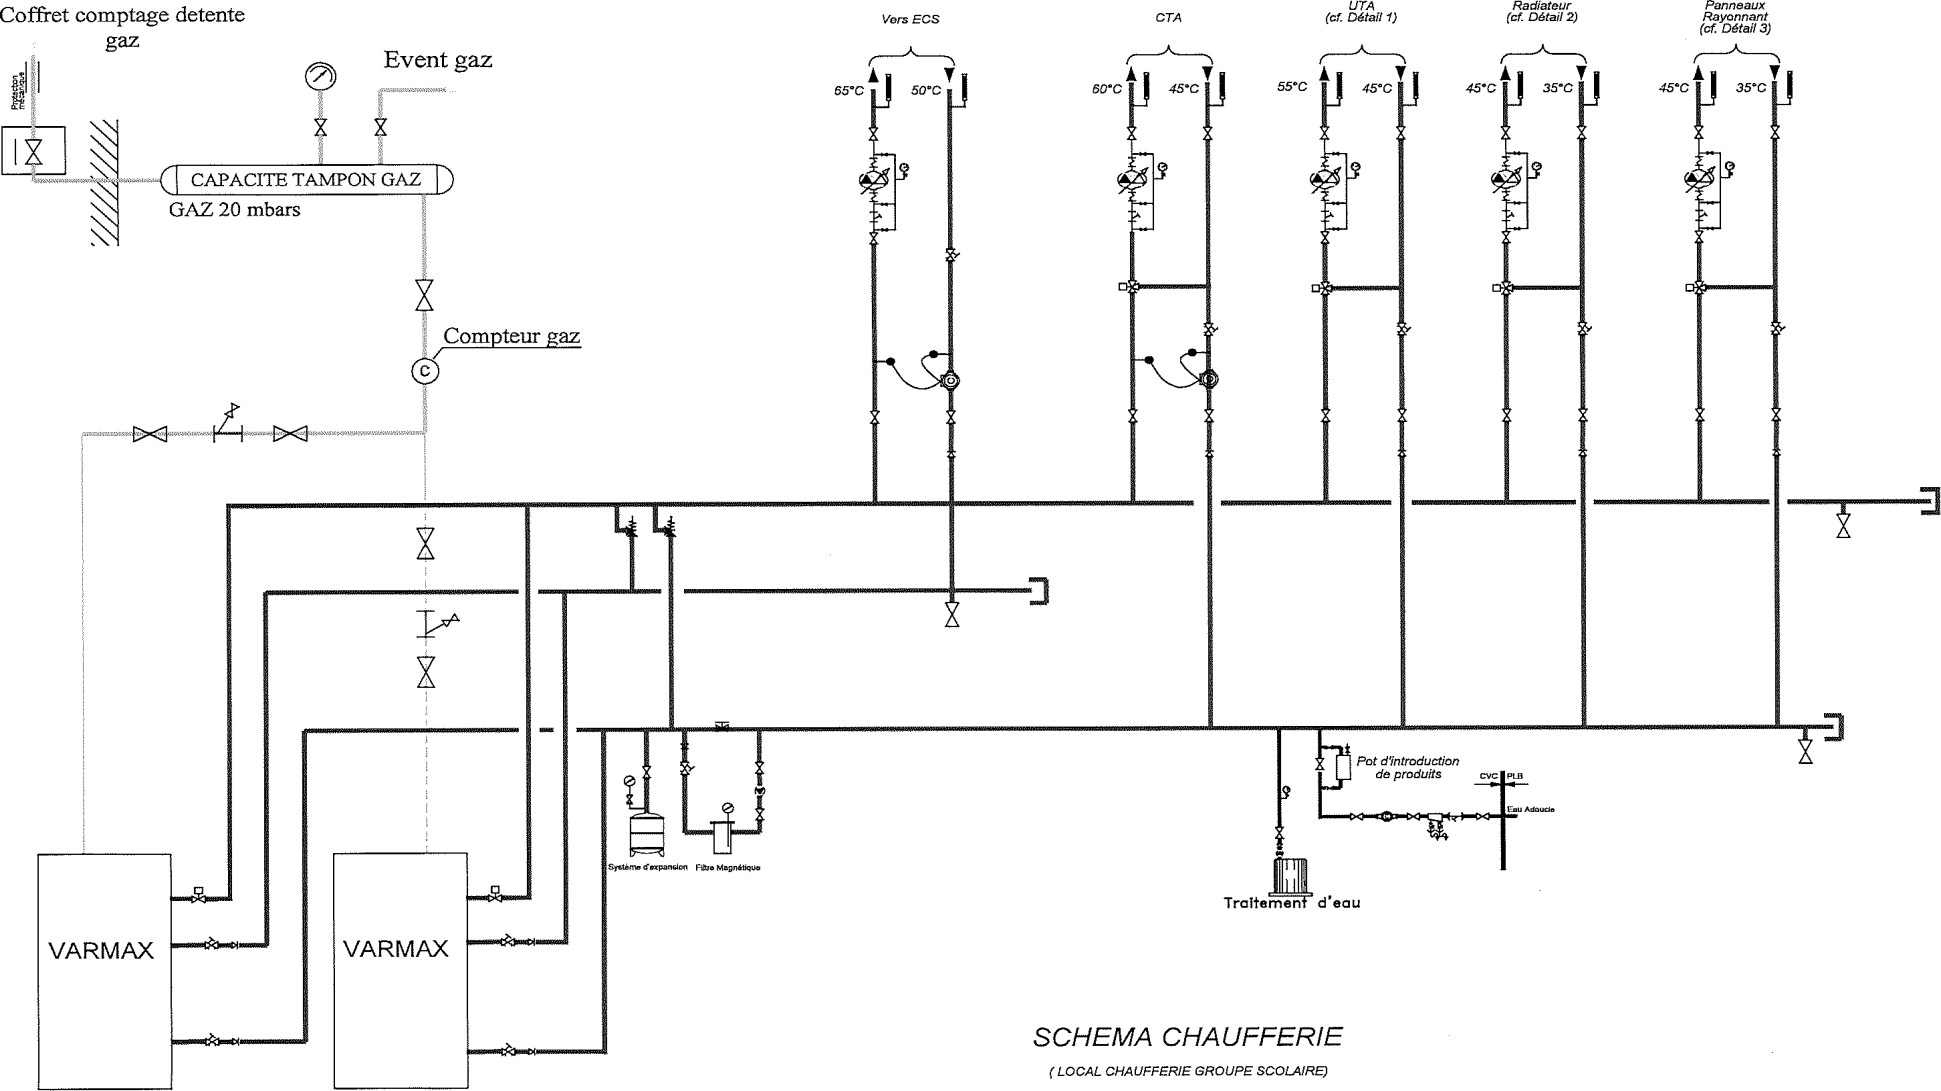 Coffret comptage detente
gaz
Protection
mécanique
Event gaz
CAPACITE TAMPON GAZ
GAZ 20 mbars
Compteur gaz
C
Vers ECS
65°C
50°C
CTA
60°C
45°C
UTA
(cf. Détail 1)
55°C
45°C
Radiateur
(cf. Détail 2)
45°C
35°C
Panneaux
Rayonnant
(cf. Détail 3)
45°C
35°C
Système d'expansion
Filtre Magnétique
Pot d'introduction
de produits
CVC
PLB
Eau Adoucie
Traitement d'eau
VARMAX
VARMAX
SCHEMA CHAUFFERIE
( LOCAL CHAUFFERIE GROUPE SCOLAIRE)